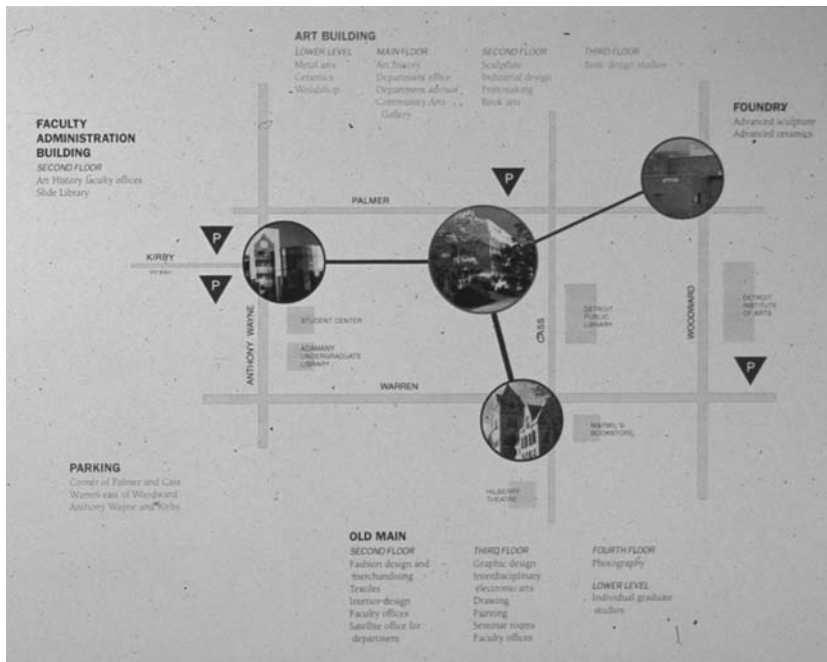 ART BUILDING
LOWER LEVEL
Metal arts
Ceramics
Woodshop
MAIN FLOOR
Art history
Department office
Department advisor
Community Arts
Gallery
SECOND FLOOR
Sculpture
Industrial design
Printmaking
Book arts
THIRD FLOOR
Basic design studios
FOUNDRY
Advanced sculpture
Advanced ceramics
FACULTY
ADMINISTRATION
BUILDING
SECOND FLOOR
Art History faculty offices
Slide Library
P
PALMER
P
KIRBY
P
ANTHONY WAYNE
STUDENT CENTER
ADAMANY
UNDERGRADUATE
LIBRARY
CASS
DETROIT
PUBLIC
LIBRARY
WOODWARD
DETROIT
INSTITUTE
OF ARTS
P
WARREN
BOOKSTORE
HILBERRY
THEATRE
PARKING
Corner of Palmer and Cass
Warren east of Woodward
Anthony Wayne and Kirby
OLD MAIN
SECOND FLOOR
Fashion design and
merchandising
Textiles
Interior design
Faculty offices
Satellite office for
department
THIRD FLOOR
Graphic design
Interdisciplinary
electronic arts
Drawing
Painting
Seminar rooms
Faculty offices
FOURTH FLOOR
Photography
LOWER LEVEL
Individual graduate
studios